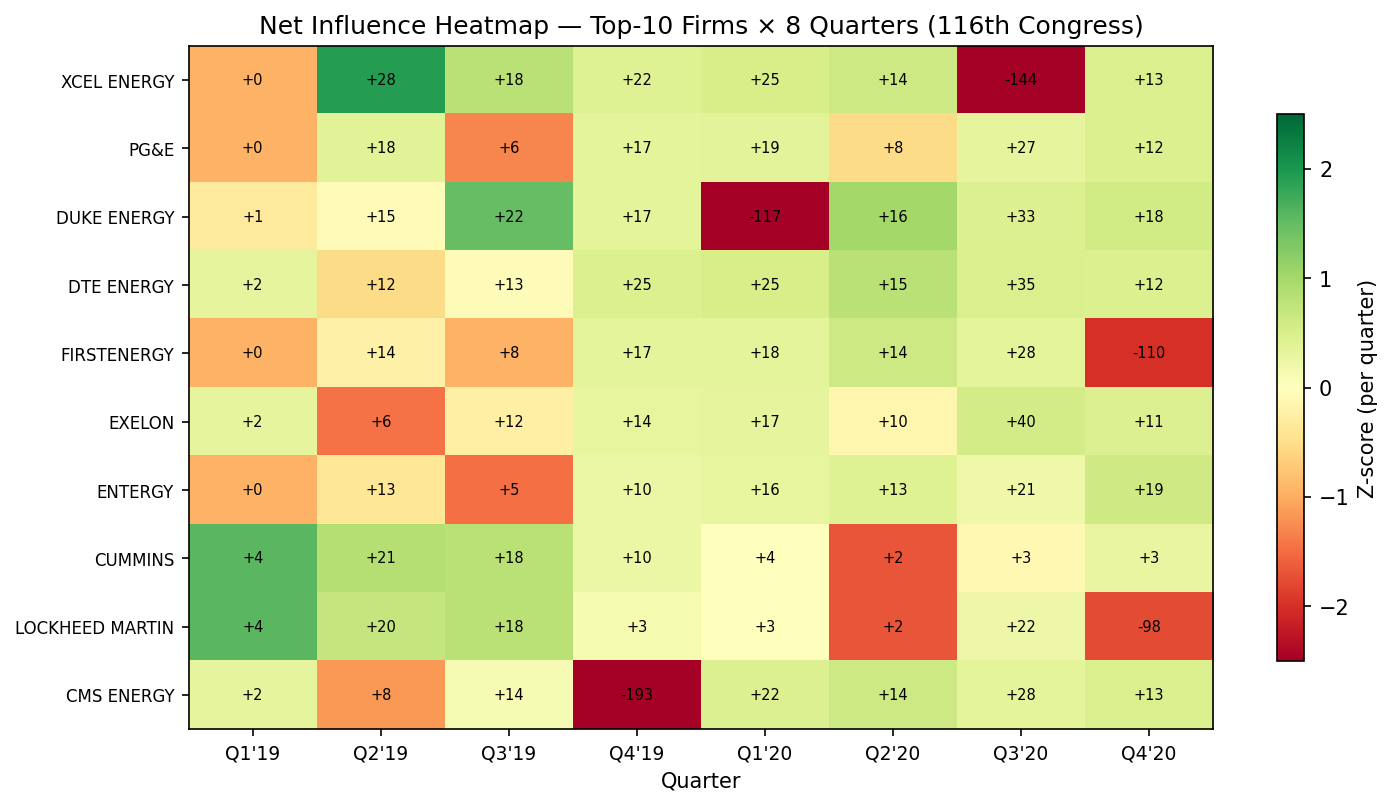 Net Influence Heatmap — Top-10 Firms × 8 Quarters (116th Congress)
XCEL ENERGY +0 +28 +18 +22 +25 +14 -144 +13
PG&E +0 +18 +6 +17 +19 +8 +27 +12
DUKE ENERGY +1 +15 +22 +17 -117 +16 +33 +18
DTE ENERGY +2 +12 +13 +25 +25 +15 +35 +12
FIRSTENERGY +0 +14 +8 +17 +18 +14 +28 -110
EXELON +2 +6 +12 +14 +17 +10 +40 +11
ENTERGY +0 +13 +5 +10 +16 +13 +21 +19
CUMMINS +4 +21 +18 +10 +4 +2 +3 +3
LOCKHEED MARTIN +4 +20 +18 +3 +3 +2 +22 -98
CMS ENERGY +2 +8 +14 -193 +22 +14 +28 +13
Q1'19 Q2'19 Q3'19 Q4'19 Q1'20 Q2'20 Q3'20 Q4'20
Quarter
2
1
0
−1
−2
Z-score (per quarter)